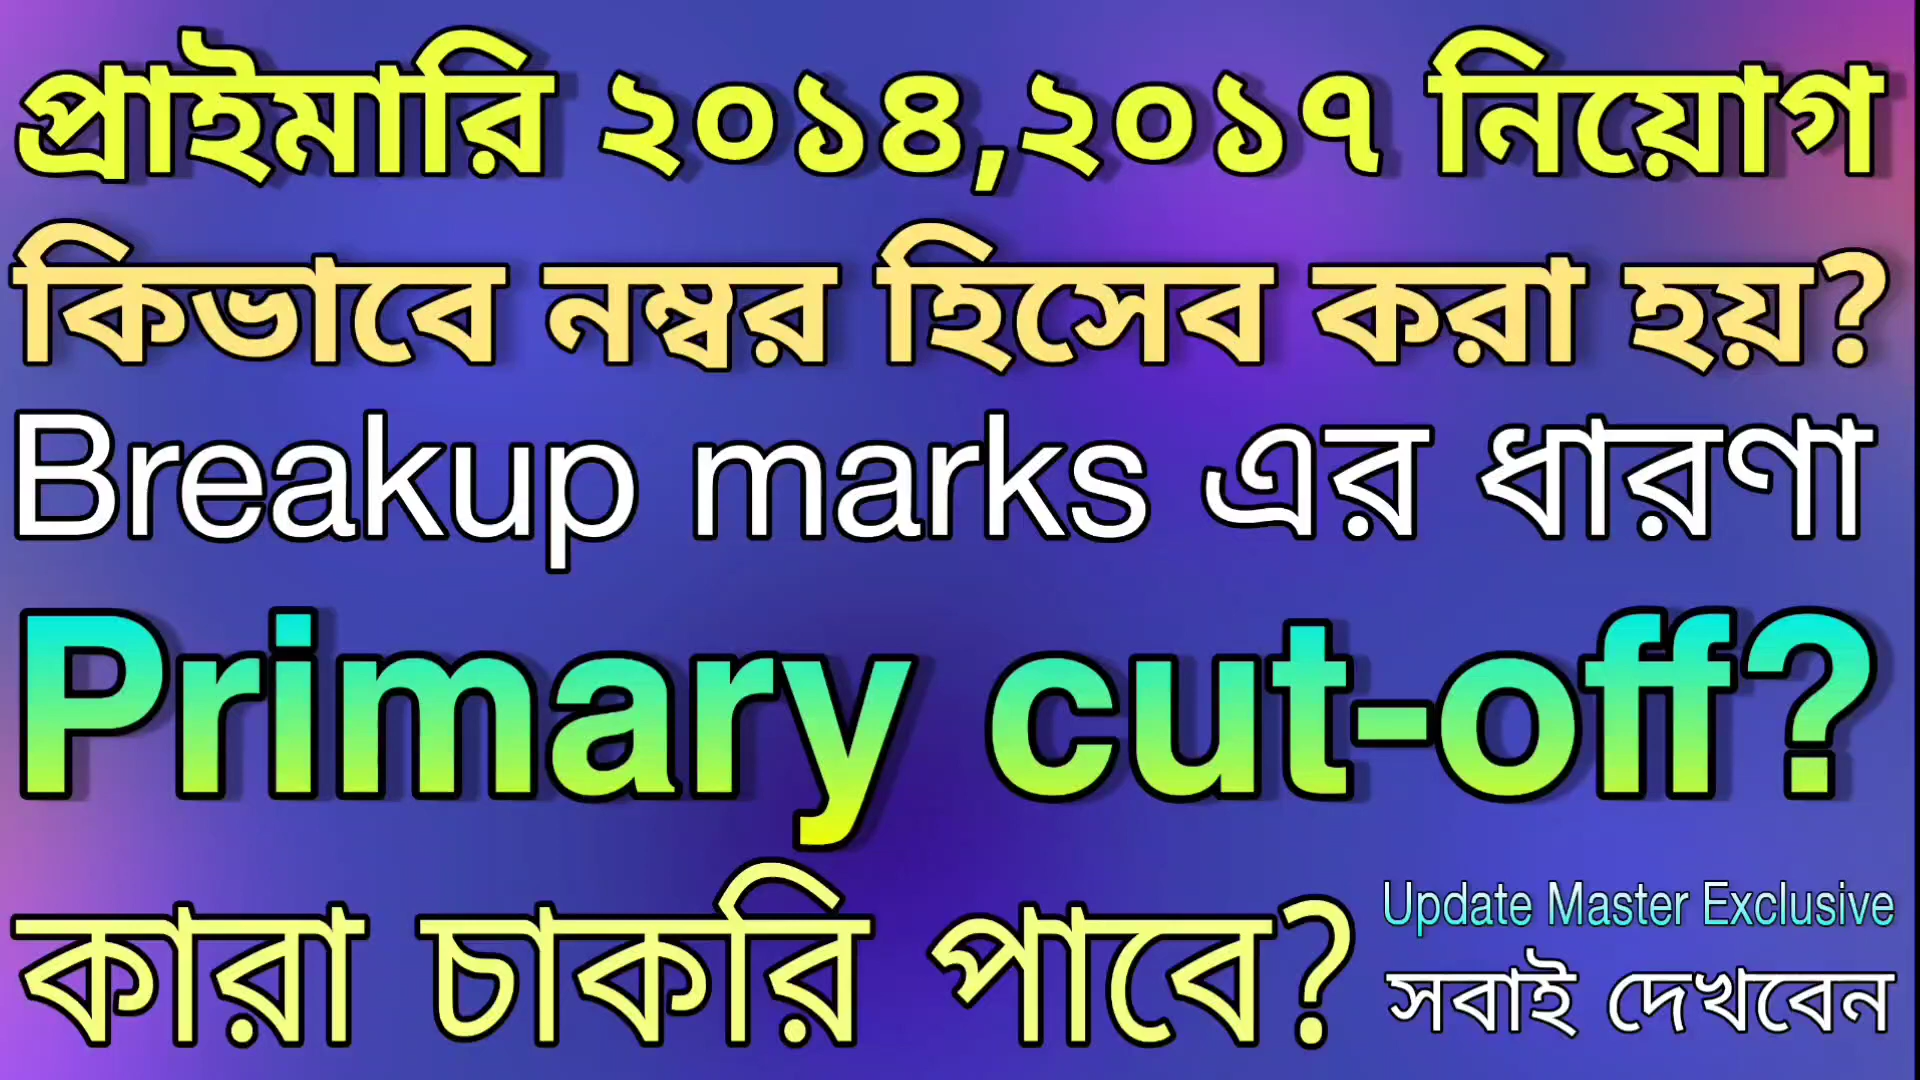 প্রাইমারি ২০১৪,২০১৭ নিয়োগ
কিভাবে নম্বর হিসেব করা হয়?
Breakup marks এর ধারণা
Primary cut-off?
কারা চাকরি পাবে?
Update Master Exclusive
সবাই দেখবেন